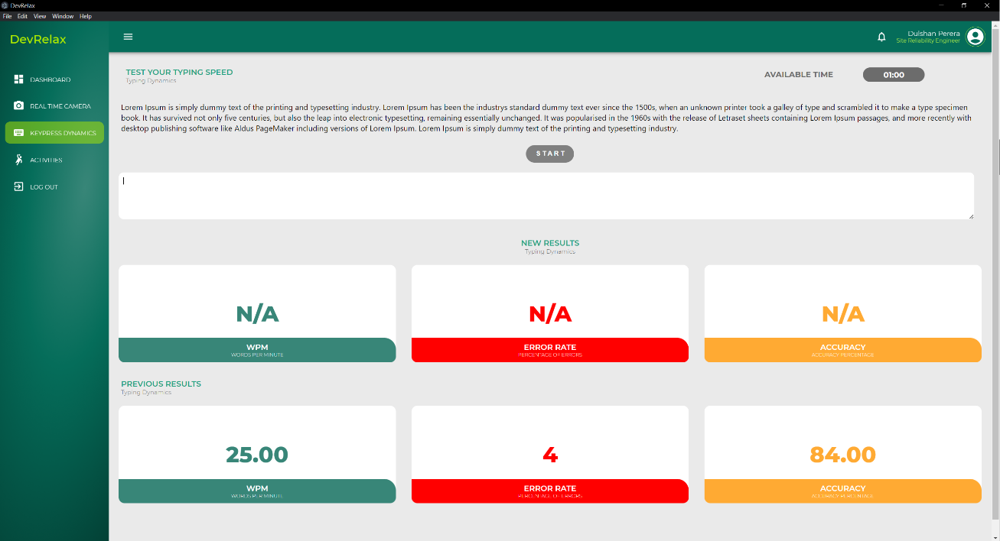 DevRelax
File Edit View Window Help
DevRelax
Dulshan Perera
Site Reliability Engineer
DASHBOARD
REAL TIME CAMERA
KEYPRESS DYNAMICS
ACTIVITIES
LOG OUT
TEST YOUR TYPING SPEED
Typing Dynamics
AVAILABLE TIME
01:00
Lorem Ipsum is simply dummy text of the printing and typesetting industry. Lorem Ipsum has been the industrys standard dummy text ever since the 1500s, when an unknown printer took a galley of type and scrambled it to make a type specimen
book. It has survived not only five centuries, but also the leap into electronic typesetting, remaining essentially unchanged. It was popularised in the 1960s with the release of Letraset sheets containing Lorem Ipsum passages, and more recently with
desktop publishing software like Aldus PageMaker including versions of Lorem Ipsum. Lorem Ipsum is simply dummy text of the printing and typesetting industry.
START
NEW RESULTS
Typing Dynamics
N/A
WPM
WORDS PER MINUTE
N/A
ERROR RATE
PERCENTAGE OF ERRORS
N/A
ACCURACY
ACCURACY PERCENTAGE
PREVIOUS RESULTS
Typing Dynamics
25.00
WPM
WORDS PER MINUTE
4
ERROR RATE
PERCENTAGE OF ERRORS
84.00
ACCURACY
ACCURACY PERCENTAGE